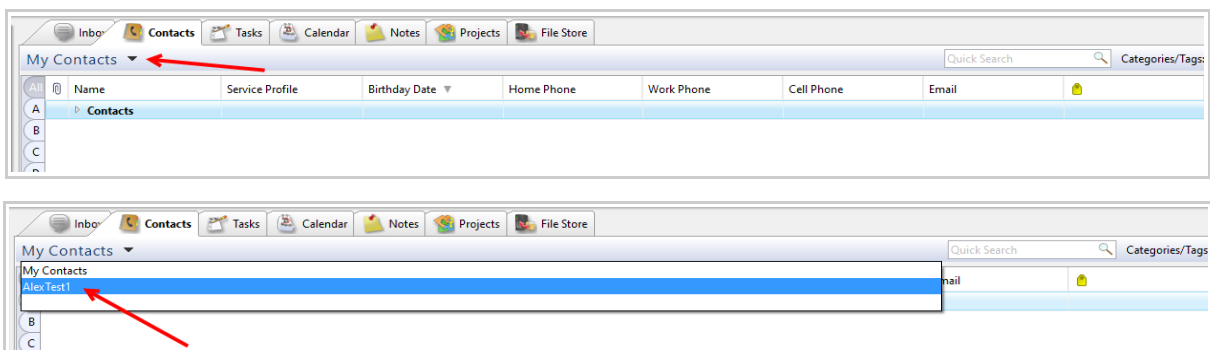 Inbox Contacts Tasks Calendar Notes Projects File Store
My Contacts Quick Search Categories/Tags:
All Name Service Profile Birthday Date Home Phone Work Phone Cell Phone Email
A Contacts
B
C
Inbox Contacts Tasks Calendar Notes Projects File Store
My Contacts Quick Search Categories/Tags
My Contacts
mail
AlexTest1
B
C